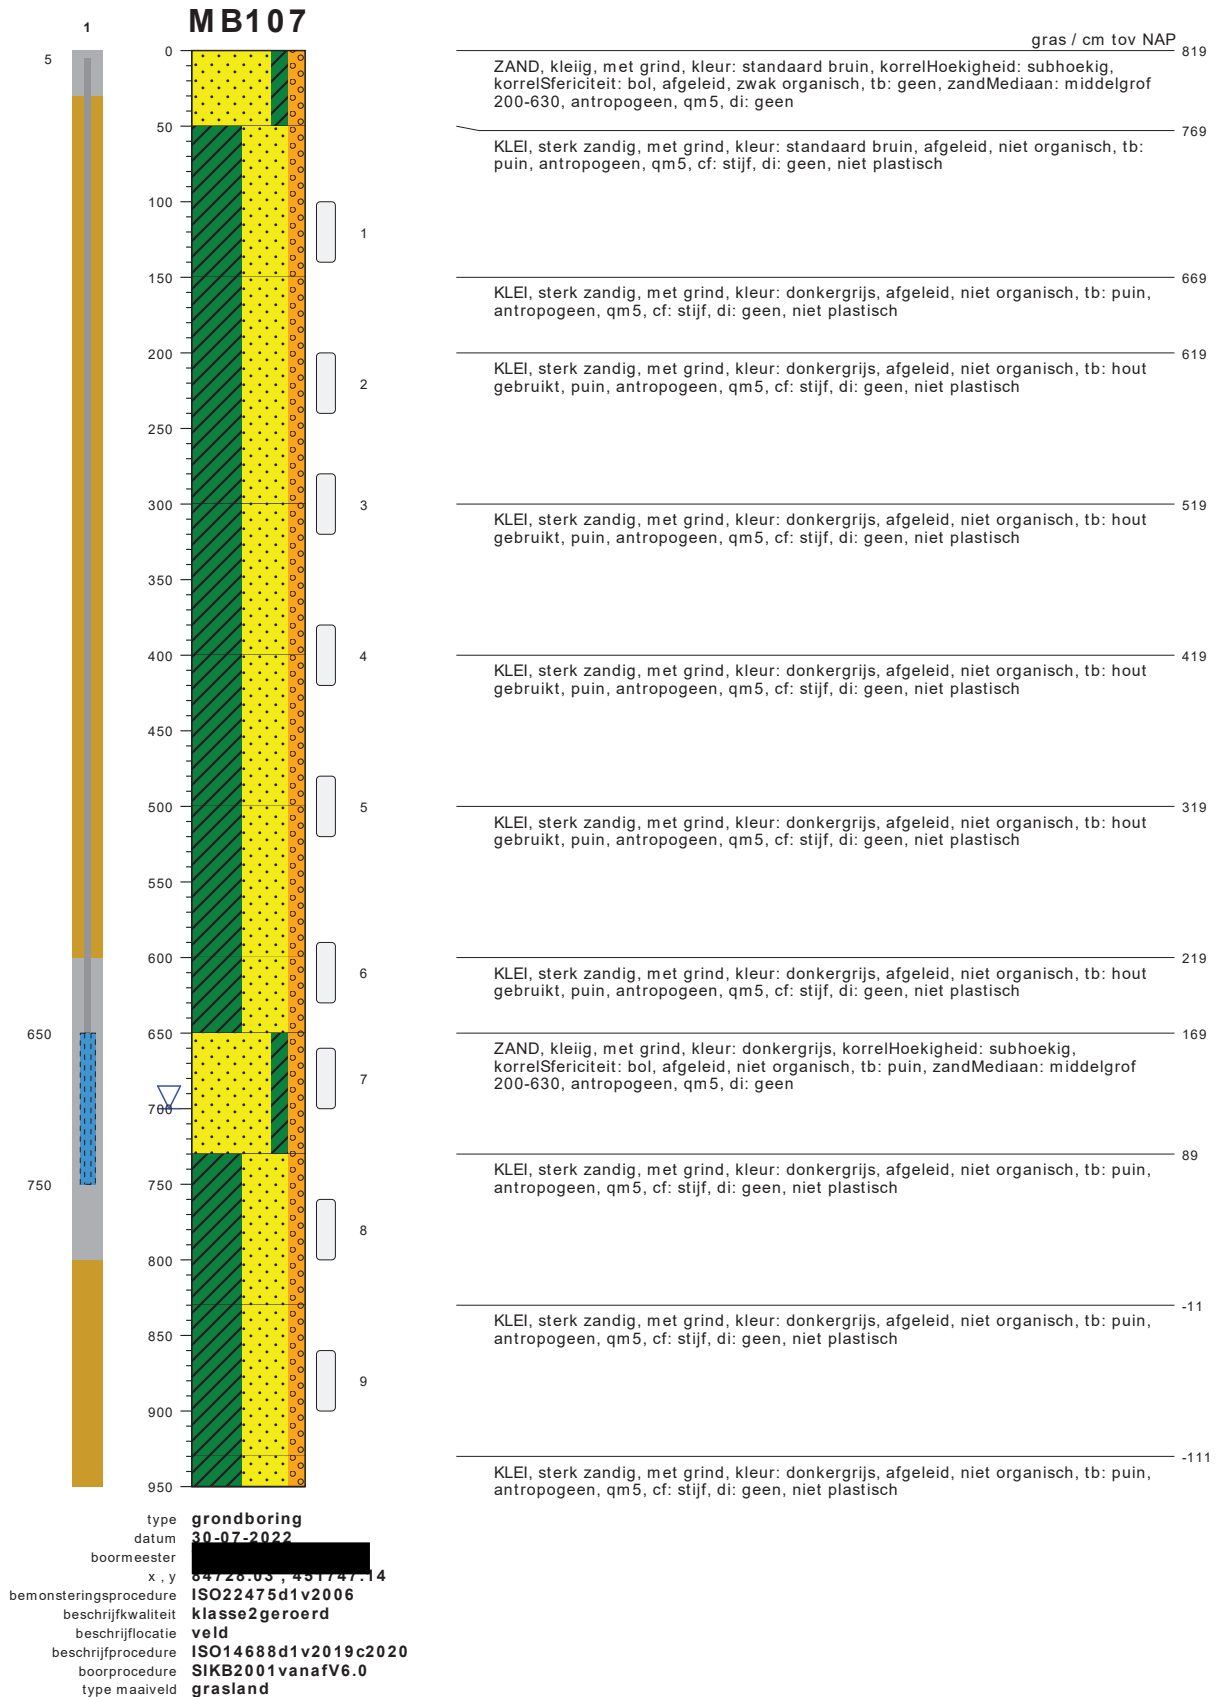 MB107
1
gras / cm tov NAP
5
0
819
ZAND, kleiig, met grind, kleur: standaard bruin, korrelHoekigheid: subhoekig,
korrelSfericiteit: bol, afgeleid, zwak organisch, tb: geen, zandMediaan: middelgrof
200-630, antropogeen, qm5, di: geen
50
769
KLEI, sterk zandig, met grind, kleur: standaard bruin, afgeleid, niet organisch, tb:
puin, antropogeen, qm5, cf: stijf, di: geen, niet plastisch
100
1
150
669
KLEI, sterk zandig, met grind, kleur: donkergrijs, afgeleid, niet organisch, tb: puin,
antropogeen, qm5, cf: stijf, di: geen, niet plastisch
200
619
KLEI, sterk zandig, met grind, kleur: donkergrijs, afgeleid, niet organisch, tb: hout
gebruikt, puin, antropogeen, qm5, cf: stijf, di: geen, niet plastisch
2
250
300
3
519
KLEI, sterk zandig, met grind, kleur: donkergrijs, afgeleid, niet organisch, tb: hout
gebruikt, puin, antropogeen, qm5, cf: stijf, di: geen, niet plastisch
350
400
4
419
KLEI, sterk zandig, met grind, kleur: donkergrijs, afgeleid, niet organisch, tb: hout
gebruikt, puin, antropogeen, qm5, cf: stijf, di: geen, niet plastisch
450
500
5
319
KLEI, sterk zandig, met grind, kleur: donkergrijs, afgeleid, niet organisch, tb: hout
gebruikt, puin, antropogeen, qm5, cf: stijf, di: geen, niet plastisch
550
600
219
KLEI, sterk zandig, met grind, kleur: donkergrijs, afgeleid, niet organisch, tb: hout
gebruikt, puin, antropogeen, qm5, cf: stijf, di: geen, niet plastisch
6
650
650
169
ZAND, kleiig, met grind, kleur: donkergrijs, korrelHoekigheid: subhoekig,
korrelSfericiteit: bol, afgeleid, niet organisch, tb: puin, zandMediaan: middelgrof
200-630, antropogeen, qm5, di: geen
7
700
89
KLEI, sterk zandig, met grind, kleur: donkergrijs, afgeleid, niet organisch, tb: puin,
antropogeen, qm5, cf: stijf, di: geen, niet plastisch
750
750
8
800
-11
KLEI, sterk zandig, met grind, kleur: donkergrijs, afgeleid, niet organisch, tb: puin,
antropogeen, qm5, cf: stijf, di: geen, niet plastisch
850
9
900
-111
KLEI, sterk zandig, met grind, kleur: donkergrijs, afgeleid, niet organisch, tb: puin,
antropogeen, qm5, cf: stijf, di: geen, niet plastisch
950
type grondboring
datum 30-07-2022
boormeester
x , y 84728.03 , 451747.14
bemonsteringsprocedure ISO22475d1v2006
beschrijfkwaliteit klasse2geroerd
beschrijflocatie veld
beschrijfprocedure ISO14688d1v2019c2020
boorprocedure SIKB2001vanafV6.0
type maaiveld grasland